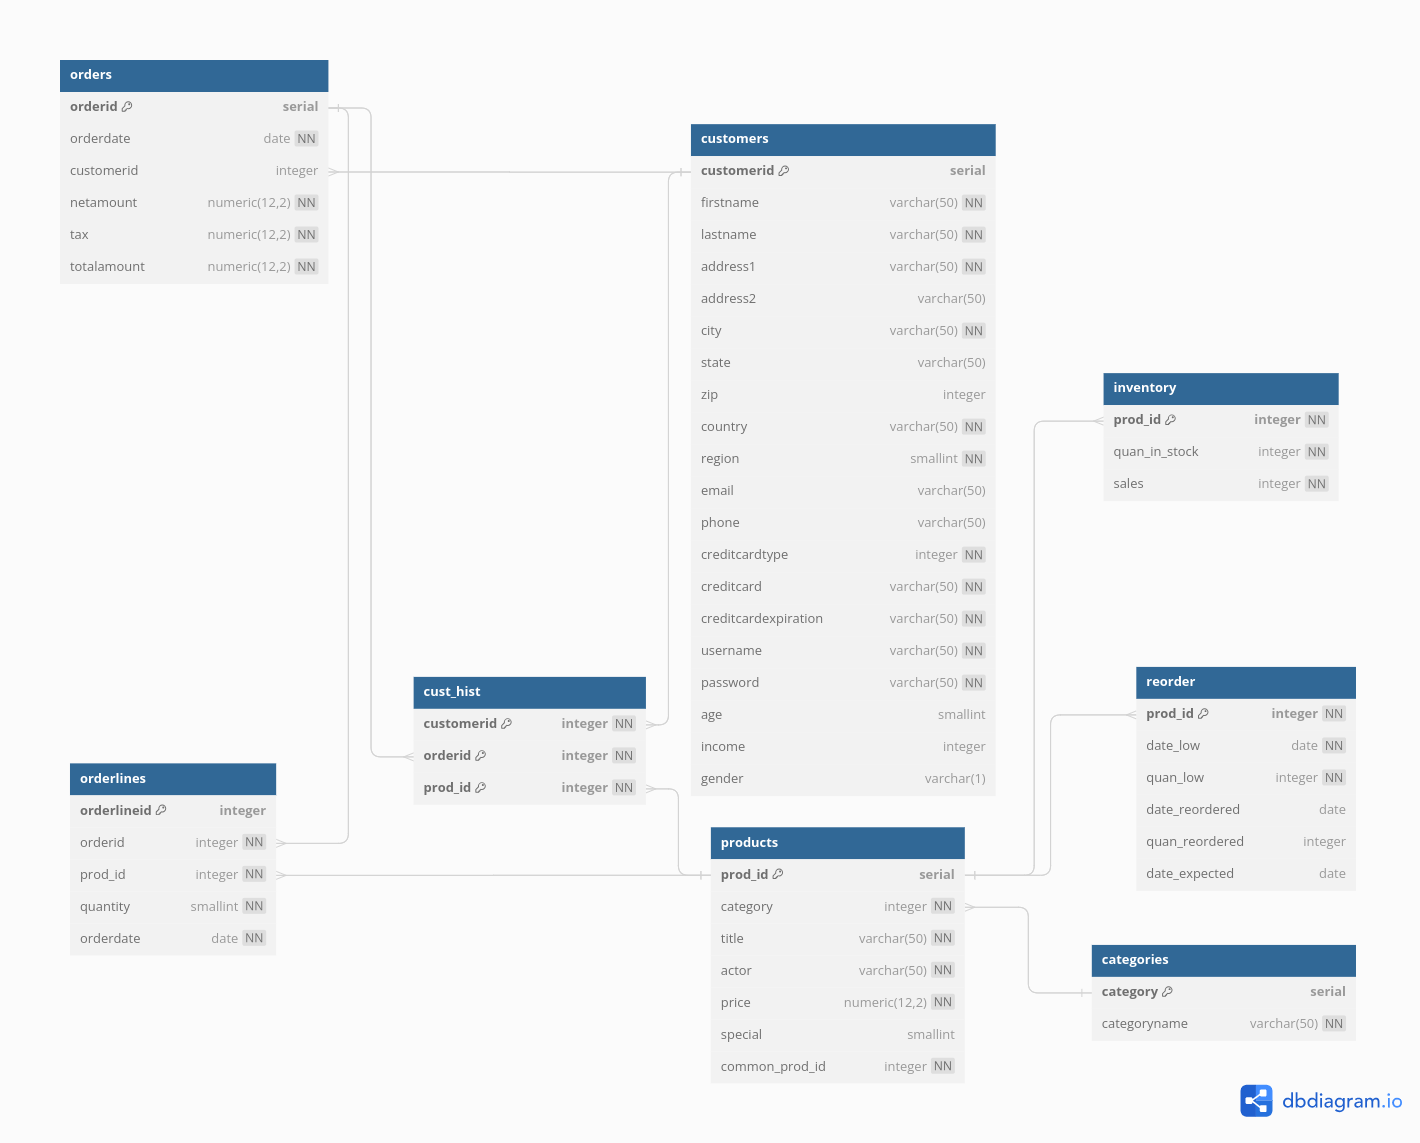 orders
orderid serial
orderdate date NN
customerid integer
netamount numeric(12,2) NN
tax numeric(12,2) NN
totalamount numeric(12,2) NN
customers
customerid serial
firstname varchar(50) NN
lastname varchar(50) NN
address1 varchar(50) NN
address2 varchar(50)
city varchar(50) NN
state varchar(50)
zip integer
country varchar(50) NN
region smallint NN
email varchar(50)
phone varchar(50)
creditcardtype integer NN
creditcard varchar(50) NN
creditcardexpiration varchar(50) NN
username varchar(50) NN
password varchar(50) NN
age smallint
income integer
gender varchar(1)
inventory
prod_id integer NN
quan_in_stock integer NN
sales integer NN
cust_hist
customerid integer NN
orderid integer NN
prod_id integer NN
reorder
prod_id integer NN
date_low date NN
quan_low integer NN
date_reordered date
quan_reordered integer
date_expected date
orderlines
orderlineid integer
orderid integer NN
prod_id integer NN
quantity smallint NN
orderdate date NN
products
prod_id serial
category integer NN
title varchar(50) NN
actor varchar(50) NN
price numeric(12,2) NN
special smallint
common_prod_id integer NN
categories
category serial
categoryname varchar(50) NN
dbdiagram.io